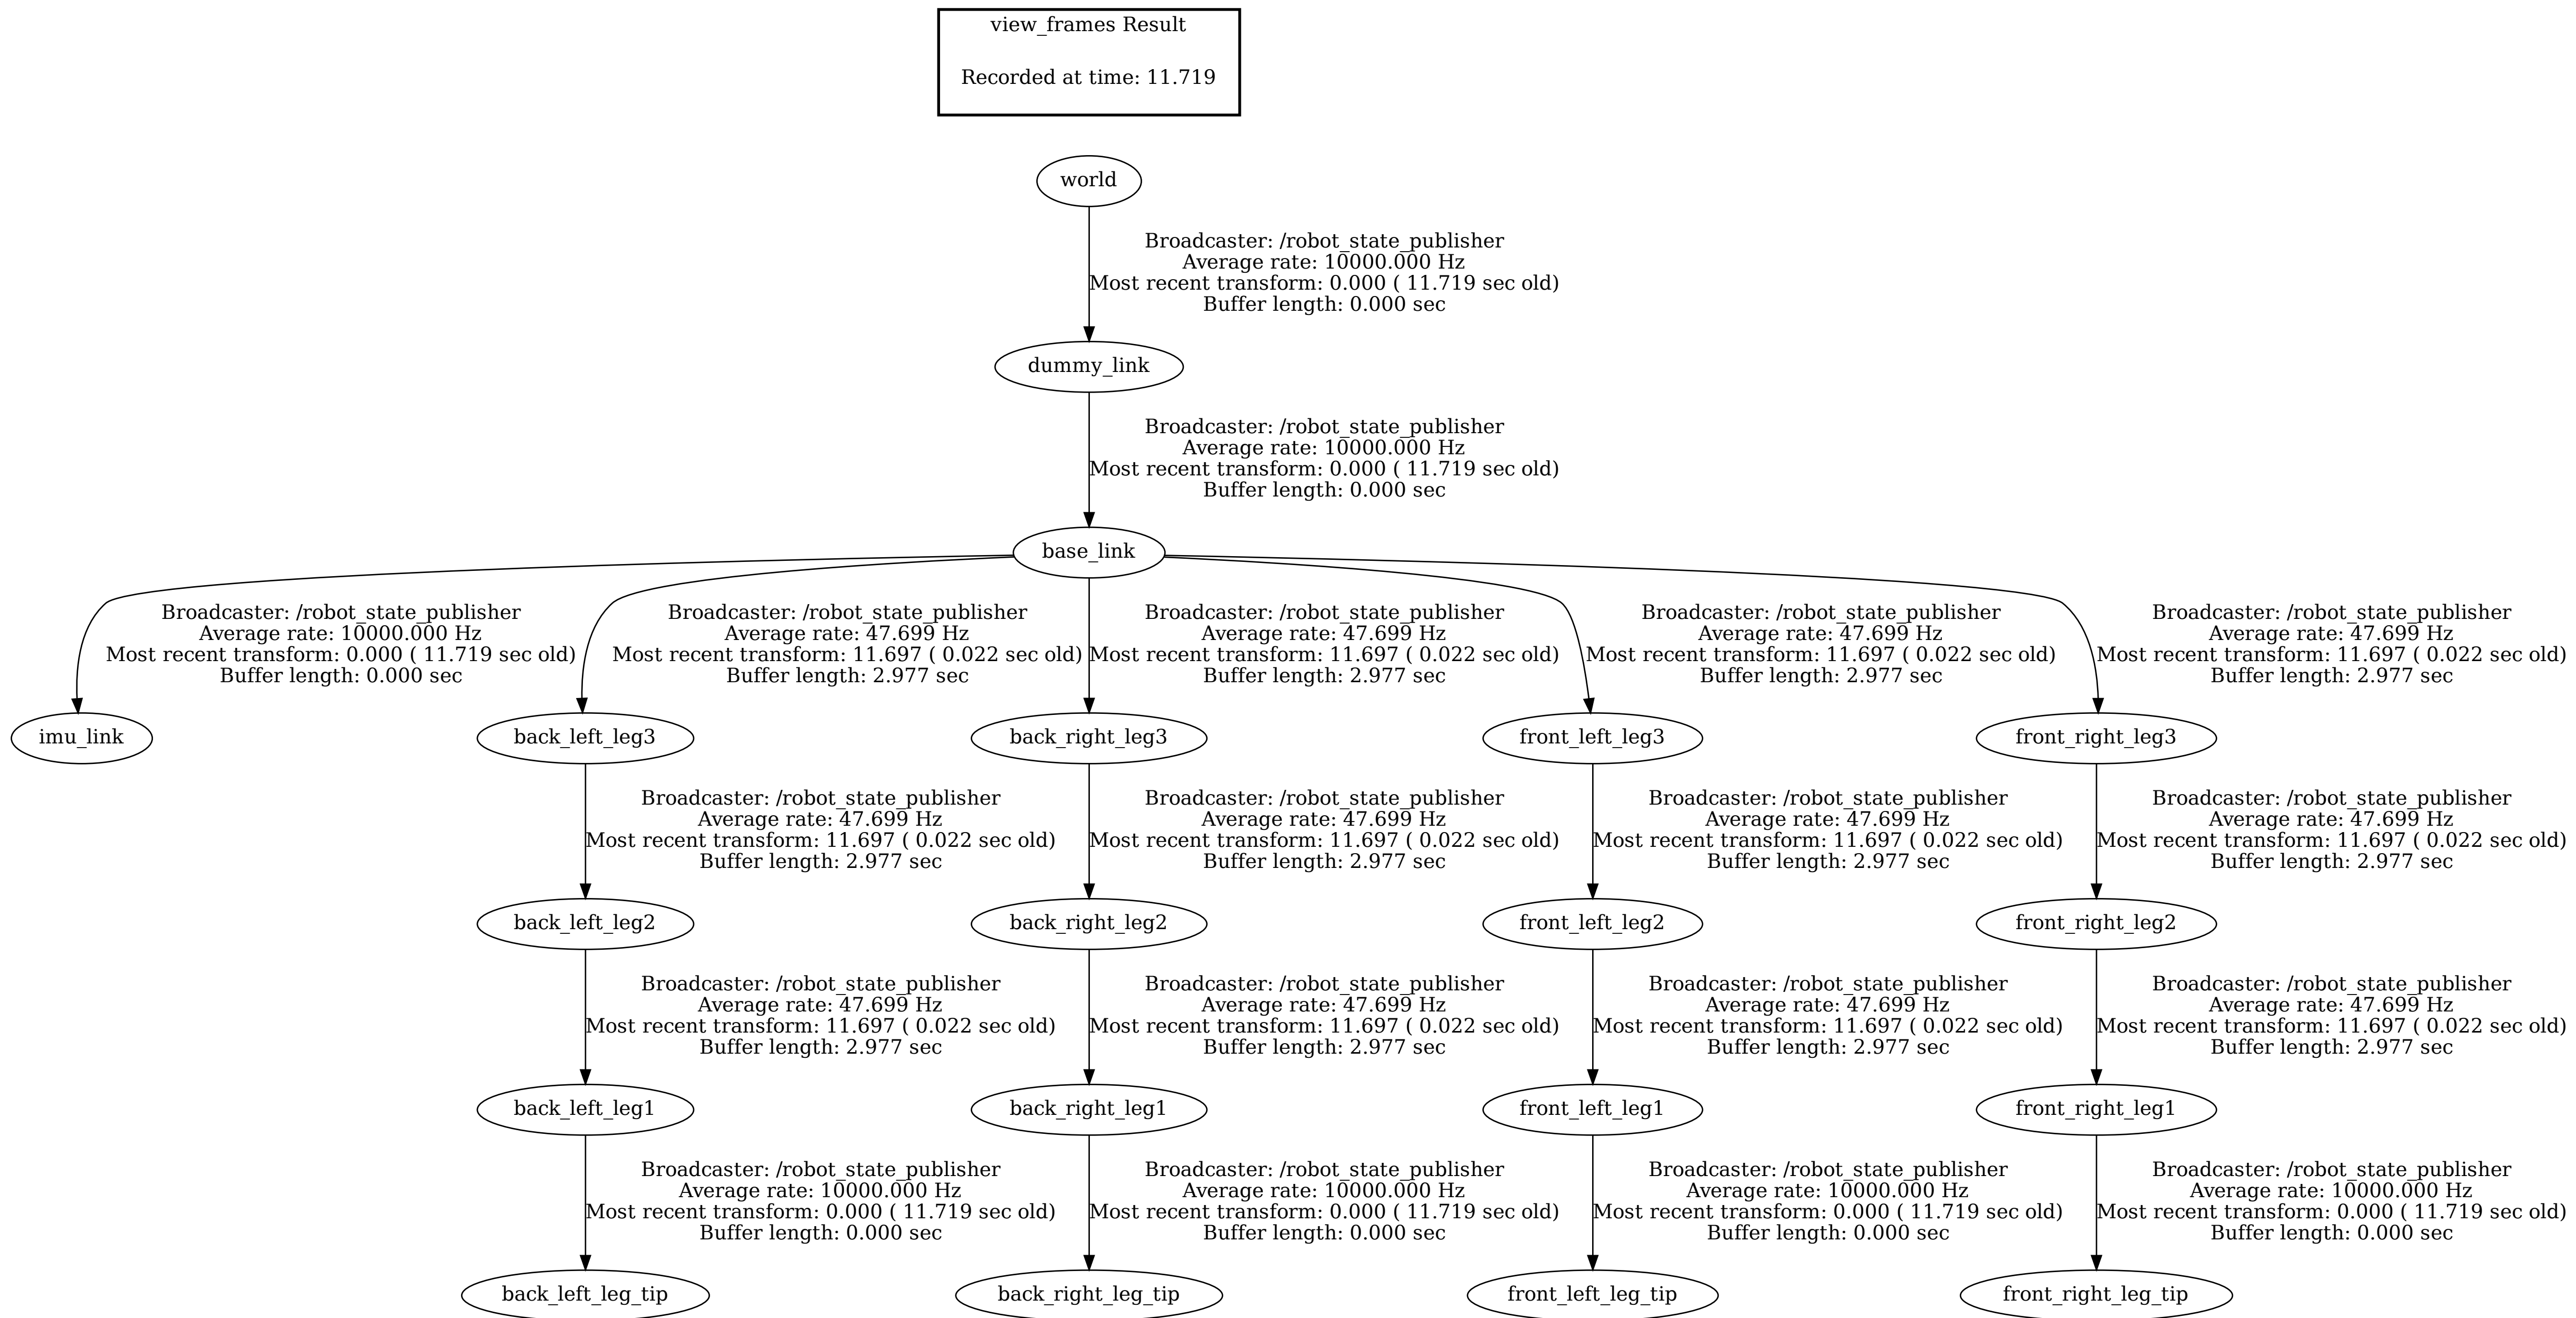 view_frames Result
Recorded at time: 11.719
world
Broadcaster: /robot_state_publisher
Average rate: 10000.000 Hz
Most recent transform: 0.000 ( 11.719 sec old)
Buffer length: 0.000 sec
dummy_link
Broadcaster: /robot_state_publisher
Average rate: 10000.000 Hz
Most recent transform: 0.000 ( 11.719 sec old)
Buffer length: 0.000 sec
base_link
Broadcaster: /robot_state_publisher
Average rate: 10000.000 Hz
Most recent transform: 0.000 ( 11.719 sec old)
Buffer length: 0.000 sec
Broadcaster: /robot_state_publisher
Average rate: 47.699 Hz
Most recent transform: 11.697 ( 0.022 sec old)
Buffer length: 2.977 sec
Broadcaster: /robot_state_publisher
Average rate: 47.699 Hz
Most recent transform: 11.697 ( 0.022 sec old)
Buffer length: 2.977 sec
Broadcaster: /robot_state_publisher
Average rate: 47.699 Hz
Most recent transform: 11.697 ( 0.022 sec old)
Buffer length: 2.977 sec
Broadcaster: /robot_state_publisher
Average rate: 47.699 Hz
Most recent transform: 11.697 ( 0.022 sec old)
Buffer length: 2.977 sec
imu_link
back_left_leg3
back_right_leg3
front_left_leg3
front_right_leg3
Broadcaster: /robot_state_publisher
Average rate: 47.699 Hz
Most recent transform: 11.697 ( 0.022 sec old)
Buffer length: 2.977 sec
Broadcaster: /robot_state_publisher
Average rate: 47.699 Hz
Most recent transform: 11.697 ( 0.022 sec old)
Buffer length: 2.977 sec
Broadcaster: /robot_state_publisher
Average rate: 47.699 Hz
Most recent transform: 11.697 ( 0.022 sec old)
Buffer length: 2.977 sec
Broadcaster: /robot_state_publisher
Average rate: 47.699 Hz
Most recent transform: 11.697 ( 0.022 sec old)
Buffer length: 2.977 sec
back_left_leg2
back_right_leg2
front_left_leg2
front_right_leg2
Broadcaster: /robot_state_publisher
Average rate: 47.699 Hz
Most recent transform: 11.697 ( 0.022 sec old)
Buffer length: 2.977 sec
Broadcaster: /robot_state_publisher
Average rate: 47.699 Hz
Most recent transform: 11.697 ( 0.022 sec old)
Buffer length: 2.977 sec
Broadcaster: /robot_state_publisher
Average rate: 47.699 Hz
Most recent transform: 11.697 ( 0.022 sec old)
Buffer length: 2.977 sec
Broadcaster: /robot_state_publisher
Average rate: 47.699 Hz
Most recent transform: 11.697 ( 0.022 sec old)
Buffer length: 2.977 sec
back_left_leg1
back_right_leg1
front_left_leg1
front_right_leg1
Broadcaster: /robot_state_publisher
Average rate: 10000.000 Hz
Most recent transform: 0.000 ( 11.719 sec old)
Buffer length: 0.000 sec
Broadcaster: /robot_state_publisher
Average rate: 10000.000 Hz
Most recent transform: 0.000 ( 11.719 sec old)
Buffer length: 0.000 sec
Broadcaster: /robot_state_publisher
Average rate: 10000.000 Hz
Most recent transform: 0.000 ( 11.719 sec old)
Buffer length: 0.000 sec
Broadcaster: /robot_state_publisher
Average rate: 10000.000 Hz
Most recent transform: 0.000 ( 11.719 sec old)
Buffer length: 0.000 sec
back_left_leg_tip
back_right_leg_tip
front_left_leg_tip
front_right_leg_tip